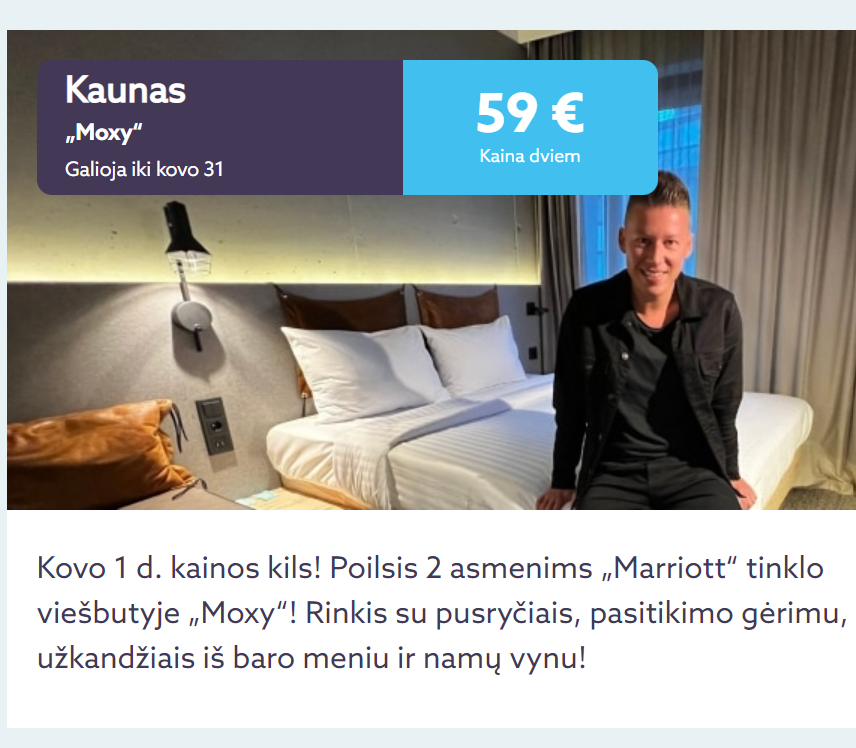 Kaunas
„Moxy“
Galioja iki kovo 31
59 €
Kaina dviem
Kovo 1 d. kainos kils! Poilsis 2 asmenims „Marriott“ tinklo
viešbutyje „Moxy“! Rinkis su pusryčiais, pasitikimo gėrimu,
užkandžiais iš baro meniu ir namų vynu!